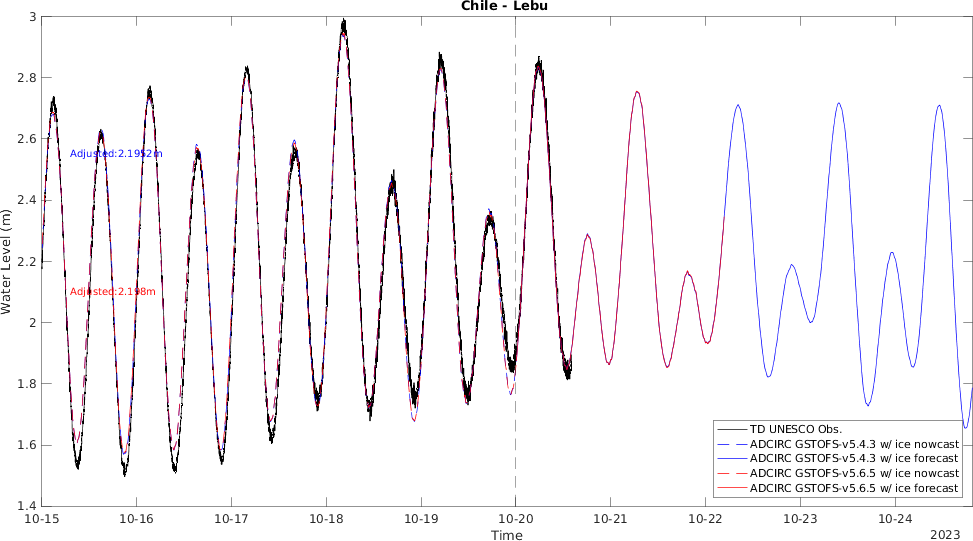 Chile - Lebu
3
2.8
2.6
2.4
2.2
2
1.8
1.6
1.4
Water Level (m)
Adjusted:2.1952m
Adjusted:2.198m
TD UNESCO Obs.
ADCIRC GSTOFS-v5.4.3 w/ ice nowcast
ADCIRC GSTOFS-v5.4.3 w/ ice forecast
ADCIRC GSTOFS-v5.6.5 w/ ice nowcast
ADCIRC GSTOFS-v5.6.5 w/ ice forecast
10-15 10-16 10-17 10-18 10-19 10-20 10-21 10-22 10-23 10-24
Time
2023